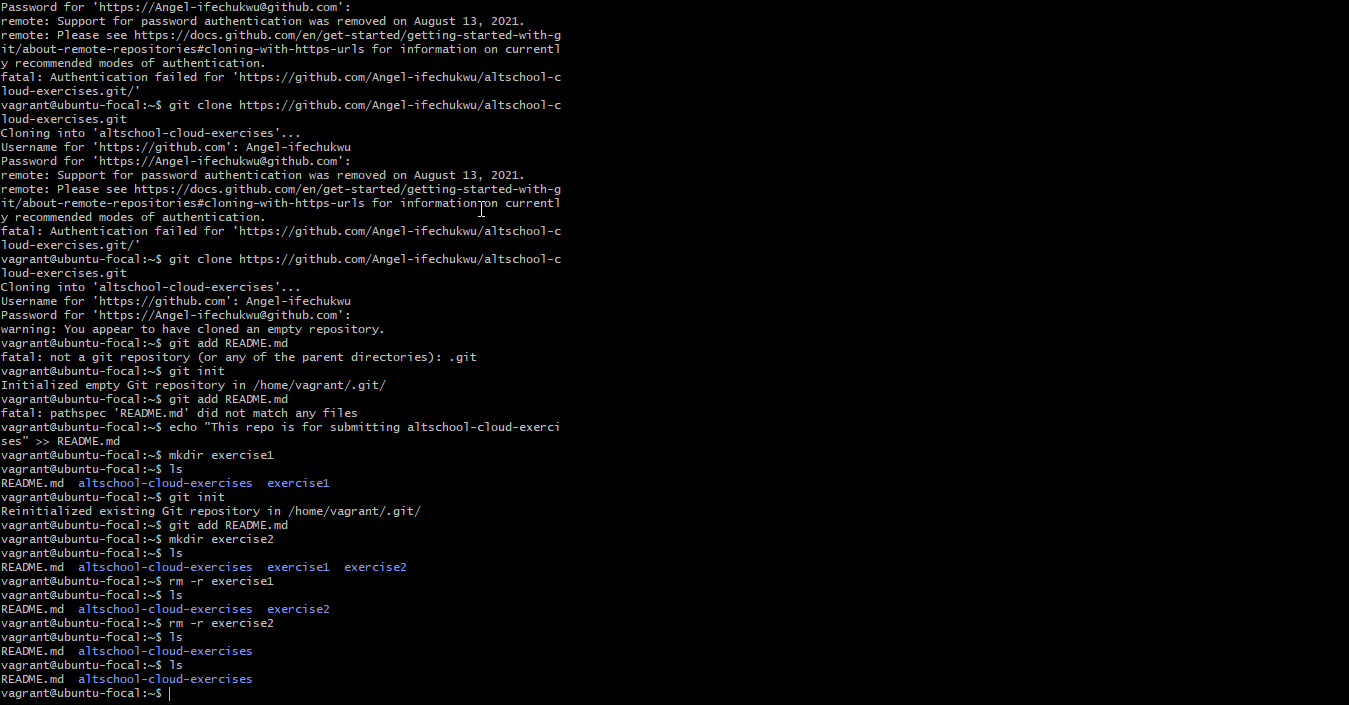 Password for 'https://Angel-ifechukwu@github.com':
remote: Support for password authentication was removed on August 13, 2021.
remote: Please see https://docs.github.com/en/get-started/getting-started-with-g
it/about-remote-repositories#cloning-with-https-urls for information on currentl
y recommended modes of authentication.
fatal: Authentication failed for 'https://github.com/Angel-ifechukwu/altschool-c
loud-exercises.git/'
vagrant@ubuntu-focal:~$ git clone https://github.com/Angel-ifechukwu/altschool-c
loud-exercises.git
Cloning into 'altschool-cloud-exercises'...
Username for 'https://github.com': Angel-ifechukwu
Password for 'https://Angel-ifechukwu@github.com':
remote: Support for password authentication was removed on August 13, 2021.
remote: Please see https://docs.github.com/en/get-started/getting-started-with-g
it/about-remote-repositories#cloning-with-https-urls for information on currentl
y recommended modes of authentication.
fatal: Authentication failed for 'https://github.com/Angel-ifechukwu/altschool-c
loud-exercises.git/'
vagrant@ubuntu-focal:~$ git clone https://github.com/Angel-ifechukwu/altschool-c
loud-exercises.git
Cloning into 'altschool-cloud-exercises'...
Username for 'https://github.com': Angel-ifechukwu
Password for 'https://Angel-ifechukwu@github.com':
warning: You appear to have cloned an empty repository.
vagrant@ubuntu-focal:~$ git add README.md
fatal: not a git repository (or any of the parent directories): .git
vagrant@ubuntu-focal:~$ git init
Initialized empty Git repository in /home/vagrant/.git/
vagrant@ubuntu-focal:~$ git add README.md
fatal: pathspec 'README.md' did not match any files
vagrant@ubuntu-focal:~$ echo "This repo is for submitting altschool-cloud-exerci
ses" >> README.md
vagrant@ubuntu-focal:~$ mkdir exercise1
vagrant@ubuntu-focal:~$ ls
README.md  altschool-cloud-exercises  exercise1
vagrant@ubuntu-focal:~$ git init
Reinitialized existing Git repository in /home/vagrant/.git/
vagrant@ubuntu-focal:~$ git add README.md
vagrant@ubuntu-focal:~$ mkdir exercise2
vagrant@ubuntu-focal:~$ ls
README.md  altschool-cloud-exercises  exercise1  exercise2
vagrant@ubuntu-focal:~$ rm -r exercise1
vagrant@ubuntu-focal:~$ ls
README.md  altschool-cloud-exercises  exercise2
vagrant@ubuntu-focal:~$ rm -r exercise2
vagrant@ubuntu-focal:~$ ls
README.md  altschool-cloud-exercises
vagrant@ubuntu-focal:~$ ls
README.md  altschool-cloud-exercises
vagrant@ubuntu-focal:~$